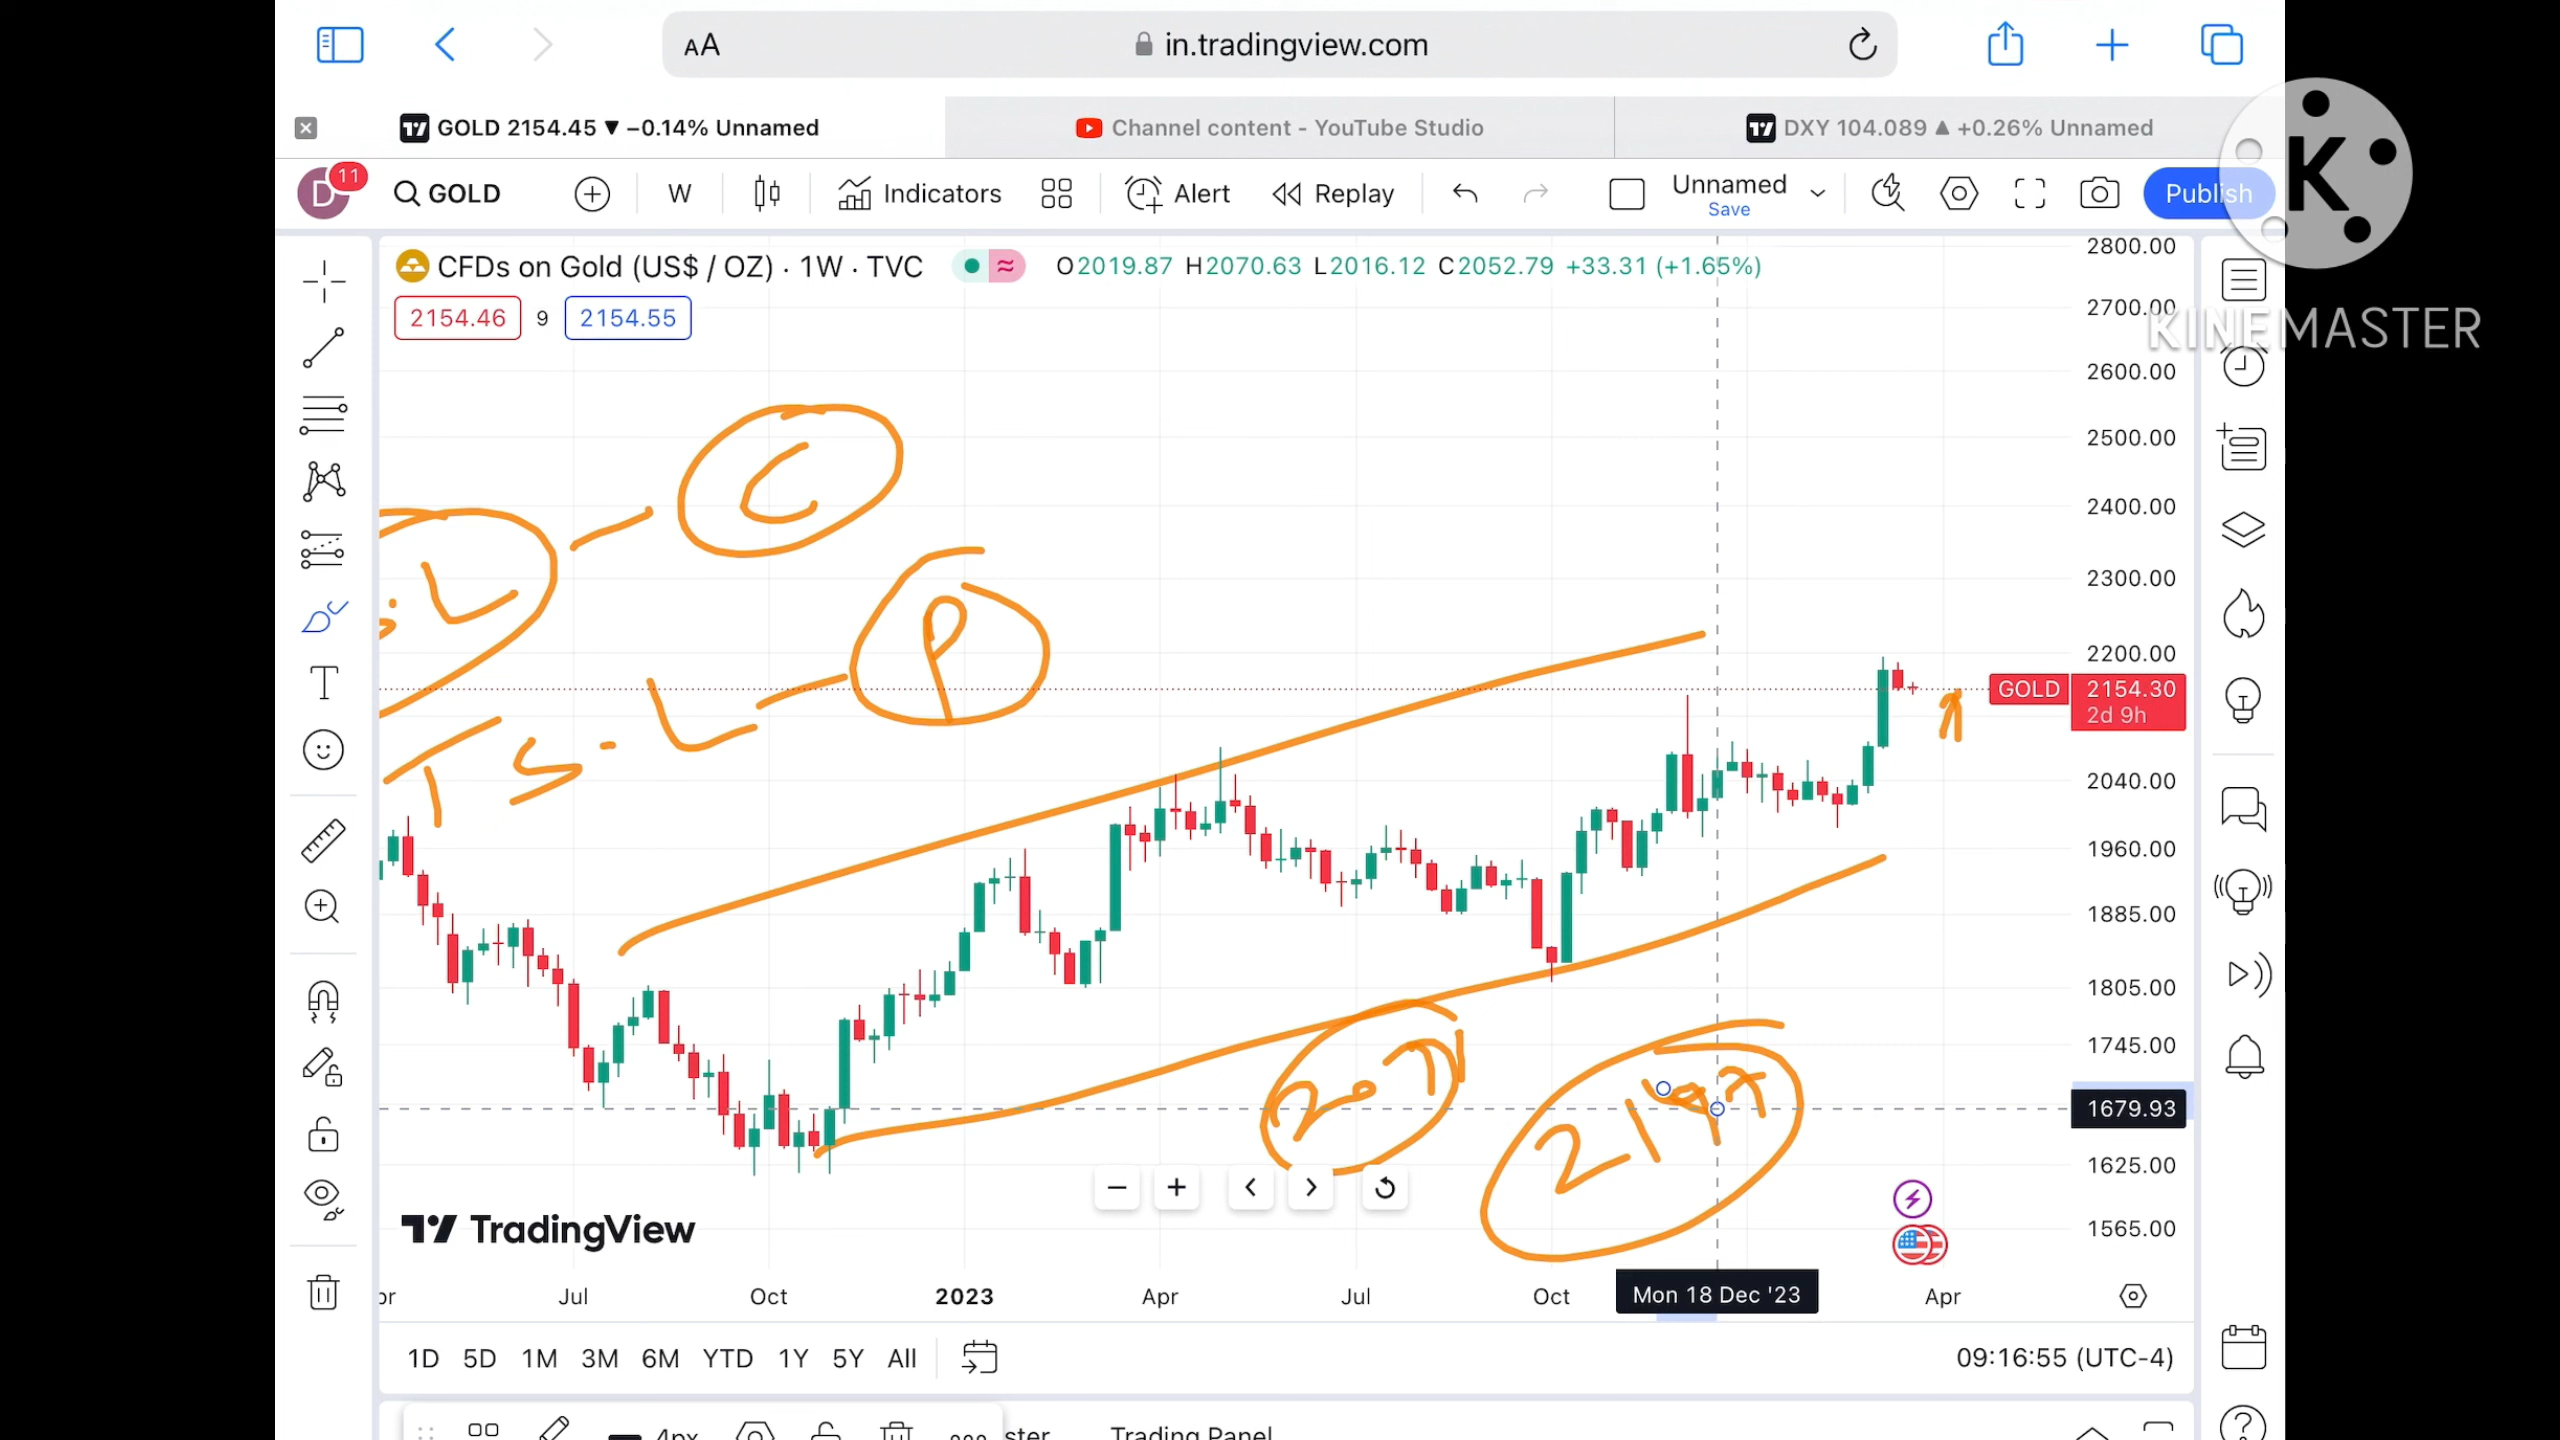 AA
in.tradingview.com
GOLD 2154.45 ▼ −0.14% Unnamed
Channel content - YouTube Studio
DXY 104.089 ▲ +0.26% Unnamed
K
KINEMASTER
D
11
GOLD
W
Indicators
Alert
Replay
Unnamed
Save
Publish
CFDs on Gold (US$ / OZ) · 1W · TVC
O2019.87 H2070.63 L2016.12 C2052.79 +33.31 (+1.65%)
2154.46
9
2154.55
2800.00
2700.00
2600.00
2500.00
2400.00
2300.00
2200.00
GOLD
2154.30
2d 9h
2040.00
1960.00
1885.00
1805.00
1745.00
1679.93
1625.00
1565.00
C
L
P
T S. L
2197
TradingView
Jul
Oct
2023
Apr
Jul
Oct
Mon 18 Dec '23
Apr
1D
5D
1M
3M
6M
YTD
1Y
5Y
All
09:16:55 (UTC-4)
4px
Trading Panel